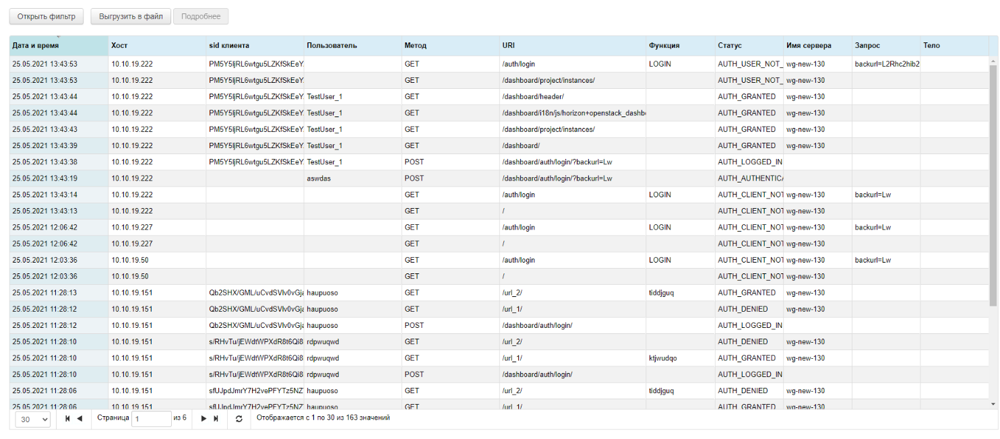 Открыть фильтр Выгрузить в файл Подробнее
Дата и время Хост sid клиента Пользователь Метод URI Функция Статус Имя сервера Запрос Тело
25.05.2021 13:43:53 10.10.19.222 PM5Y5IjRL6wtgu5LZKfSkEeY. GET /auth/login LOGIN AUTH_USER_NOT_ wg-new-130 backurl=L2Rhc2hib2
25.05.2021 13:43:53 10.10.19.222 PM5Y5IjRL6wtgu5LZKfSkEeY. GET /dashboard/project/instances/ AUTH_USER_NOT_ wg-new-130
25.05.2021 13:43:44 10.10.19.222 PM5Y5IjRL6wtgu5LZKfSkEeY. TestUser_1 GET /dashboard/header/ AUTH_GRANTED wg-new-130
25.05.2021 13:43:44 10.10.19.222 PM5Y5IjRL6wtgu5LZKfSkEeY. TestUser_1 GET /dashboard/i18n/js/horizon+openstack_dashb AUTH_GRANTED wg-new-130
25.05.2021 13:43:43 10.10.19.222 PM5Y5IjRL6wtgu5LZKfSkEeY. TestUser_1 GET /dashboard/project/instances/ AUTH_GRANTED wg-new-130
25.05.2021 13:43:39 10.10.19.222 PM5Y5IjRL6wtgu5LZKfSkEeY. TestUser_1 GET /dashboard/ AUTH_GRANTED wg-new-130
25.05.2021 13:43:38 10.10.19.222 PM5Y5IjRL6wtgu5LZKfSkEeY. TestUser_1 POST /dashboard/auth/login/?backurl=Lw AUTH_LOGGED_IN
25.05.2021 13:43:19 10.10.19.222 aswdas POST /dashboard/auth/login/?backurl=Lw AUTH_AUTHENTICA
25.05.2021 13:43:14 10.10.19.222 GET /auth/login LOGIN AUTH_CLIENT_NOT wg-new-130 backurl=Lw
25.05.2021 13:43:13 10.10.19.222 GET / AUTH_CLIENT_NOT wg-new-130
25.05.2021 12:06:42 10.10.19.227 GET /auth/login LOGIN AUTH_CLIENT_NOT wg-new-130 backurl=Lw
25.05.2021 12:06:42 10.10.19.227 GET / AUTH_CLIENT_NOT wg-new-130
25.05.2021 12:03:36 10.10.19.50 GET /auth/login LOGIN AUTH_CLIENT_NOT wg-new-130 backurl=Lw
25.05.2021 12:03:36 10.10.19.50 GET / AUTH_CLIENT_NOT wg-new-130
25.05.2021 11:28:13 10.10.19.151 Qb2SHX/GML/uCvdSVIv0vGja haupuoso GET /url_2/ tiddjguq AUTH_GRANTED wg-new-130
25.05.2021 11:28:12 10.10.19.151 Qb2SHX/GML/uCvdSVIv0vGja haupuoso GET /url_1/ AUTH_DENIED wg-new-130
25.05.2021 11:28:12 10.10.19.151 Qb2SHX/GML/uCvdSVIv0vGja haupuoso POST /dashboard/auth/login/ AUTH_LOGGED_IN
25.05.2021 11:28:10 10.10.19.151 s/RHvTu/jEWdtWPXdR8t6Qi8 rdpwuqwd GET /url_2/ AUTH_DENIED wg-new-130
25.05.2021 11:28:10 10.10.19.151 s/RHvTu/jEWdtWPXdR8t6Qi8 rdpwuqwd GET /url_1/ ktjwudqo AUTH_GRANTED wg-new-130
25.05.2021 11:28:10 10.10.19.151 s/RHvTu/jEWdtWPXdR8t6Qi8 rdpwuqwd POST /dashboard/auth/login/ AUTH_LOGGED_IN
25.05.2021 11:28:06 10.10.19.151 sfUJpdJmrY7H2vePFYTz5NZ haupuoso GET /url_2/ tiddjguq AUTH_DENIED wg-new-130
25.05.2021 11:28:06 10.10.19.151 sfUJpdJmrY7H2vePFYTz5NZ haupuoso GET /url_1/ AUTH_GRANTED wg-new-130
30 Страница 1 из 6 Отображается с 1 по 30 из 163 значений